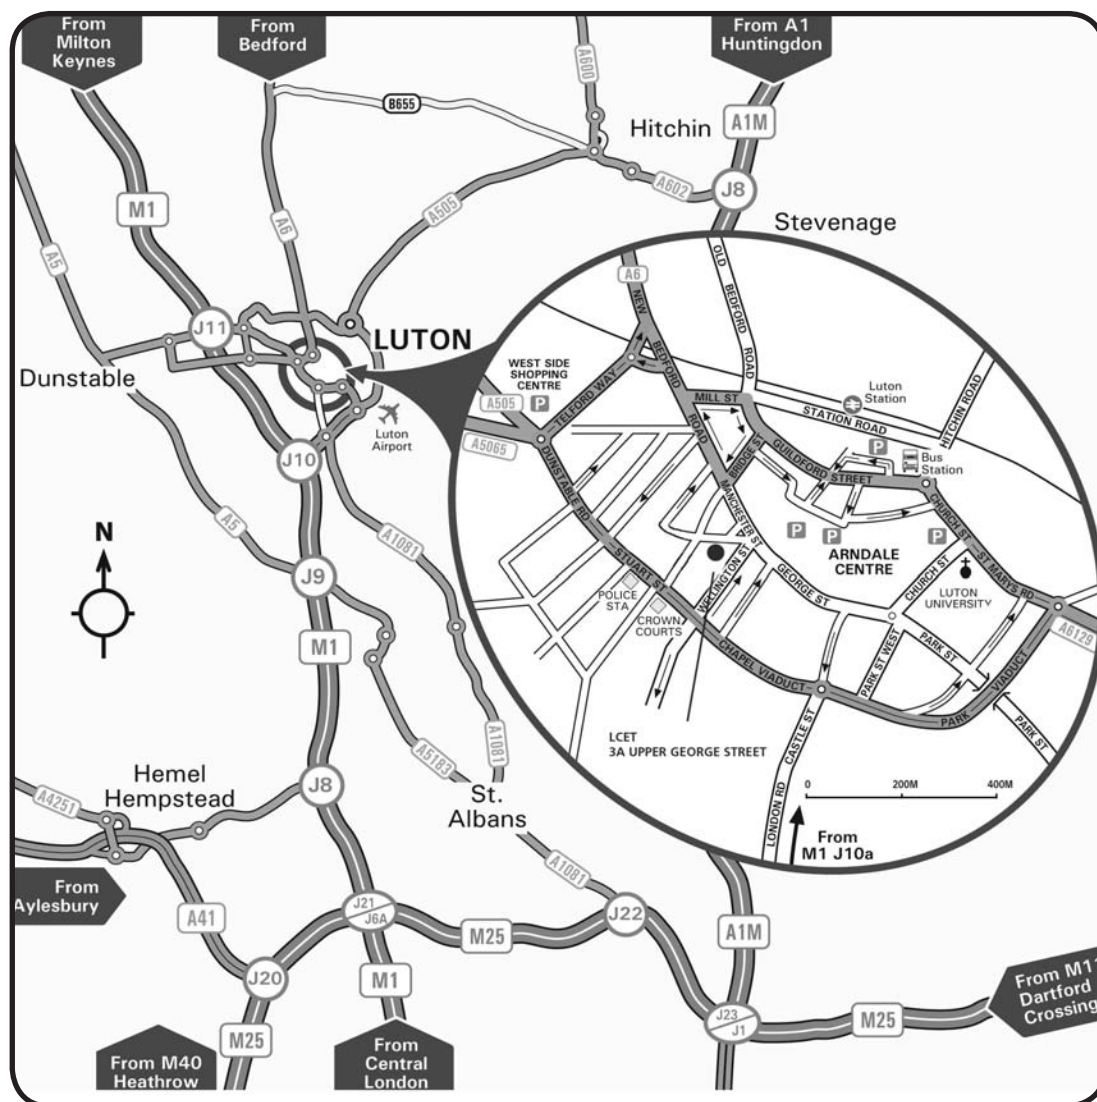 From
Milton
Keynes
From
Bedford
From A1
Huntingdon
A600
B655
Hitchin
A1M
A602
J8
M1
A6
A505
Stevenage
A5
J11
LUTON
Dunstable
Luton
Airport
J10
A5
A1081
N
J9
M1
A1081
A5183
J8
Hemel
Hempstead
A4251
St.
Albans
A1081
From
Aylesbury
A41
J21
J6A
M25
J22
A1M
J20
M1
M25
J23
J1
M25
From M11
Dartford
Crossing
From M40
Heathrow
From
Central
London
A6
NEW
BEDFORD
ROAD
OLD
BEDFORD
ROAD
WEST SIDE
SHOPPING
CENTRE
P
A505
A5065
TELFORD WAY
MILL ST
Luton
Station
STATION ROAD
HITCHIN ROAD
P
Bus
Station
GUILDFORD
STREET
BRIDGE ST
DUNSTABLE RD
MANCHESTER ST
P
P
P
CHURCH ST
ST MARYS RD
ARNDALE
CENTRE
STUART ST
WELLINGTON ST
GEORGE ST
CHURCH ST
LUTON
UNIVERSITY
POLICE
STA
CROWN
COURTS
A6129
PARK ST
PARK ST WEST
CHAPEL VIADUCT
PARK
VIADUCT
PARK ST
LCET
3A UPPER GEORGE STREET
CASTLE ST
LONDON RD
0
200M
400M
From
M1 J10a